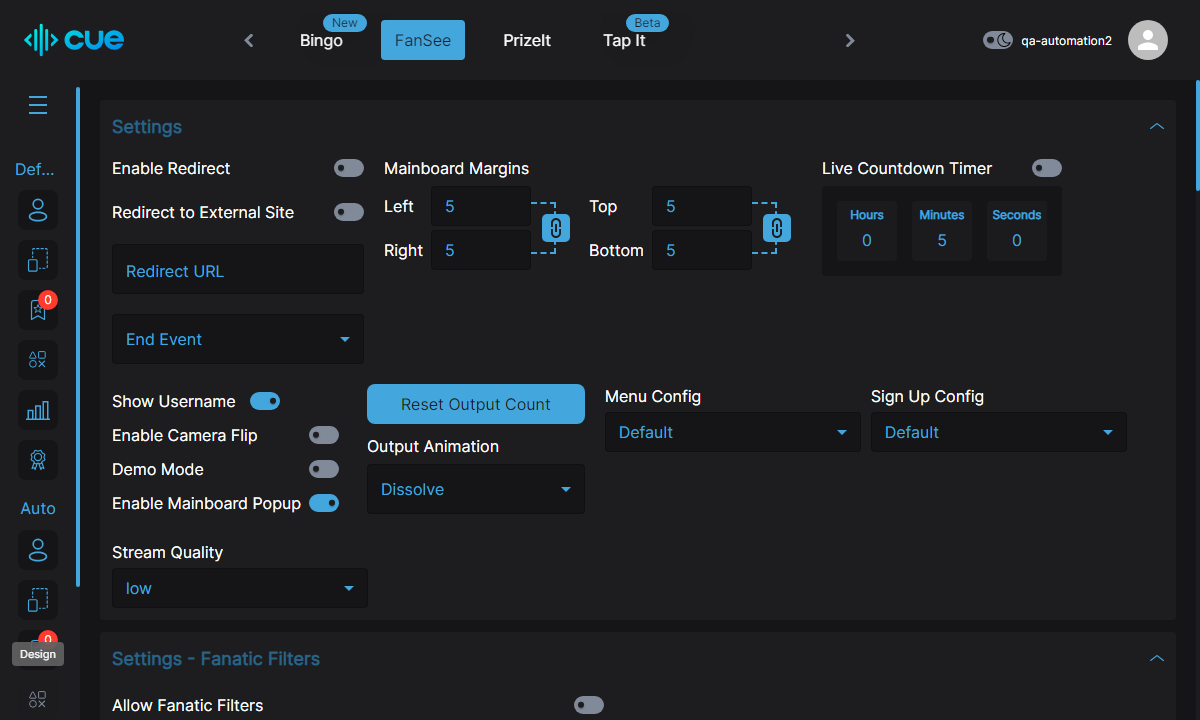 cue
Bingo
New
FanSee
PrizeIt
Tap It
Beta
qa-automation2
Def...
0
Auto
0
Design
Settings
Enable Redirect
Redirect to External Site
Redirect URL
End Event
Mainboard Margins
Left
5
Right
5
Top
5
Bottom
5
Live Countdown Timer
Hours
0
Minutes
5
Seconds
0
Show Username
Enable Camera Flip
Demo Mode
Enable Mainboard Popup
Reset Output Count
Output Animation
Dissolve
Menu Config
Default
Sign Up Config
Default
Stream Quality
low
Settings - Fanatic Filters
Allow Fanatic Filters